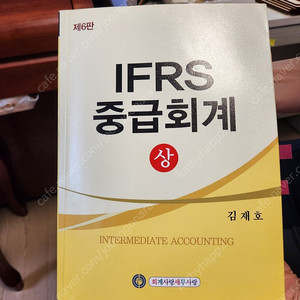 제6판
IFRS
중급회계
상
김재호
INTERMEDIATE ACCOUNTING
회계사랑세무사랑